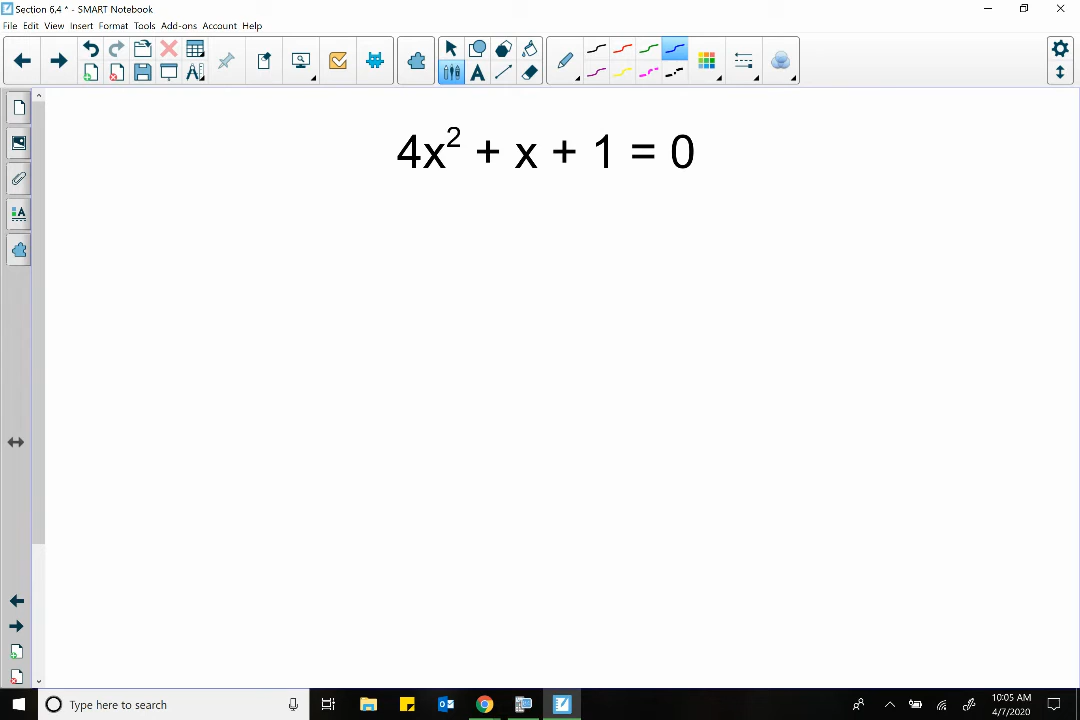 Section 6.4 * - SMART Notebook
File Edit View Insert Format Tools Add-ons Account Help
4x² + x + 1 = 0
Type here to search
10:05 AM
4/7/2020